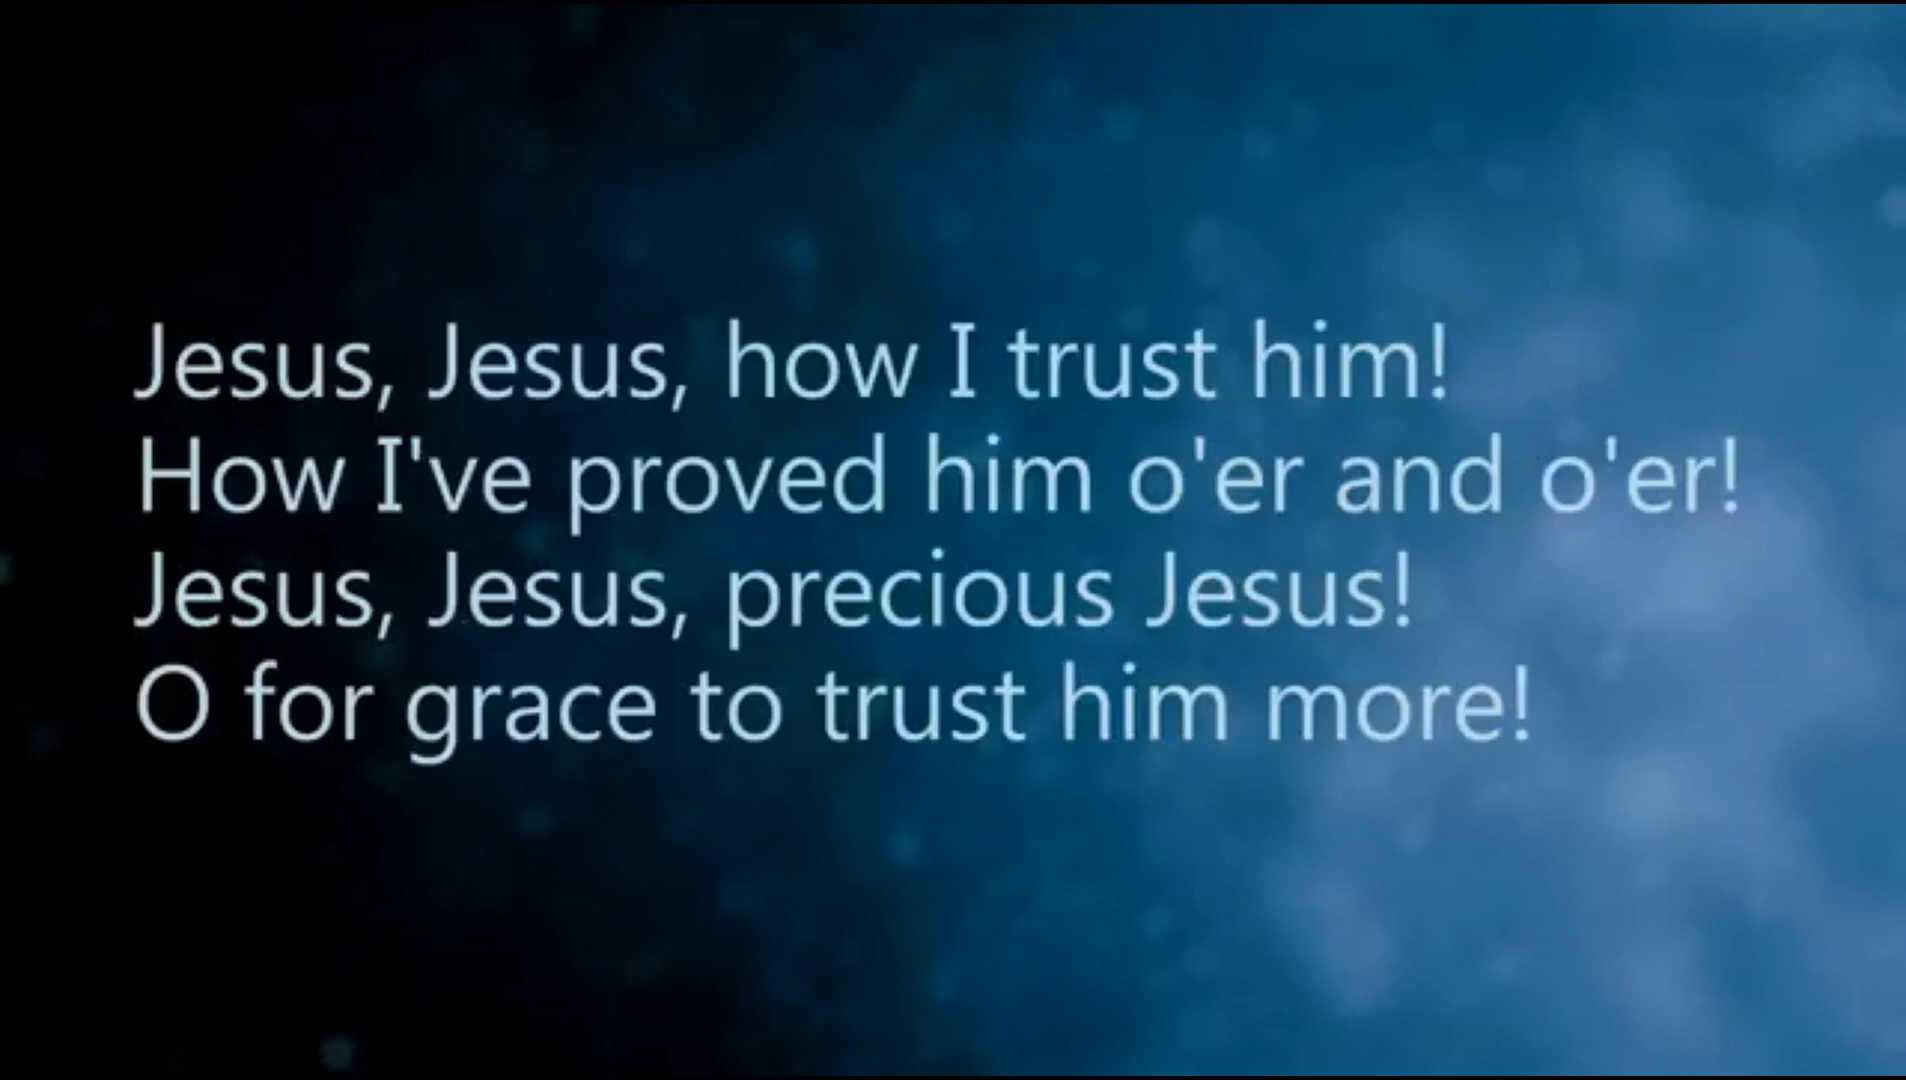 Jesus, Jesus, how I trust him!
How I've proved him o'er and o'er!
Jesus, Jesus, precious Jesus!
O for grace to trust him more!